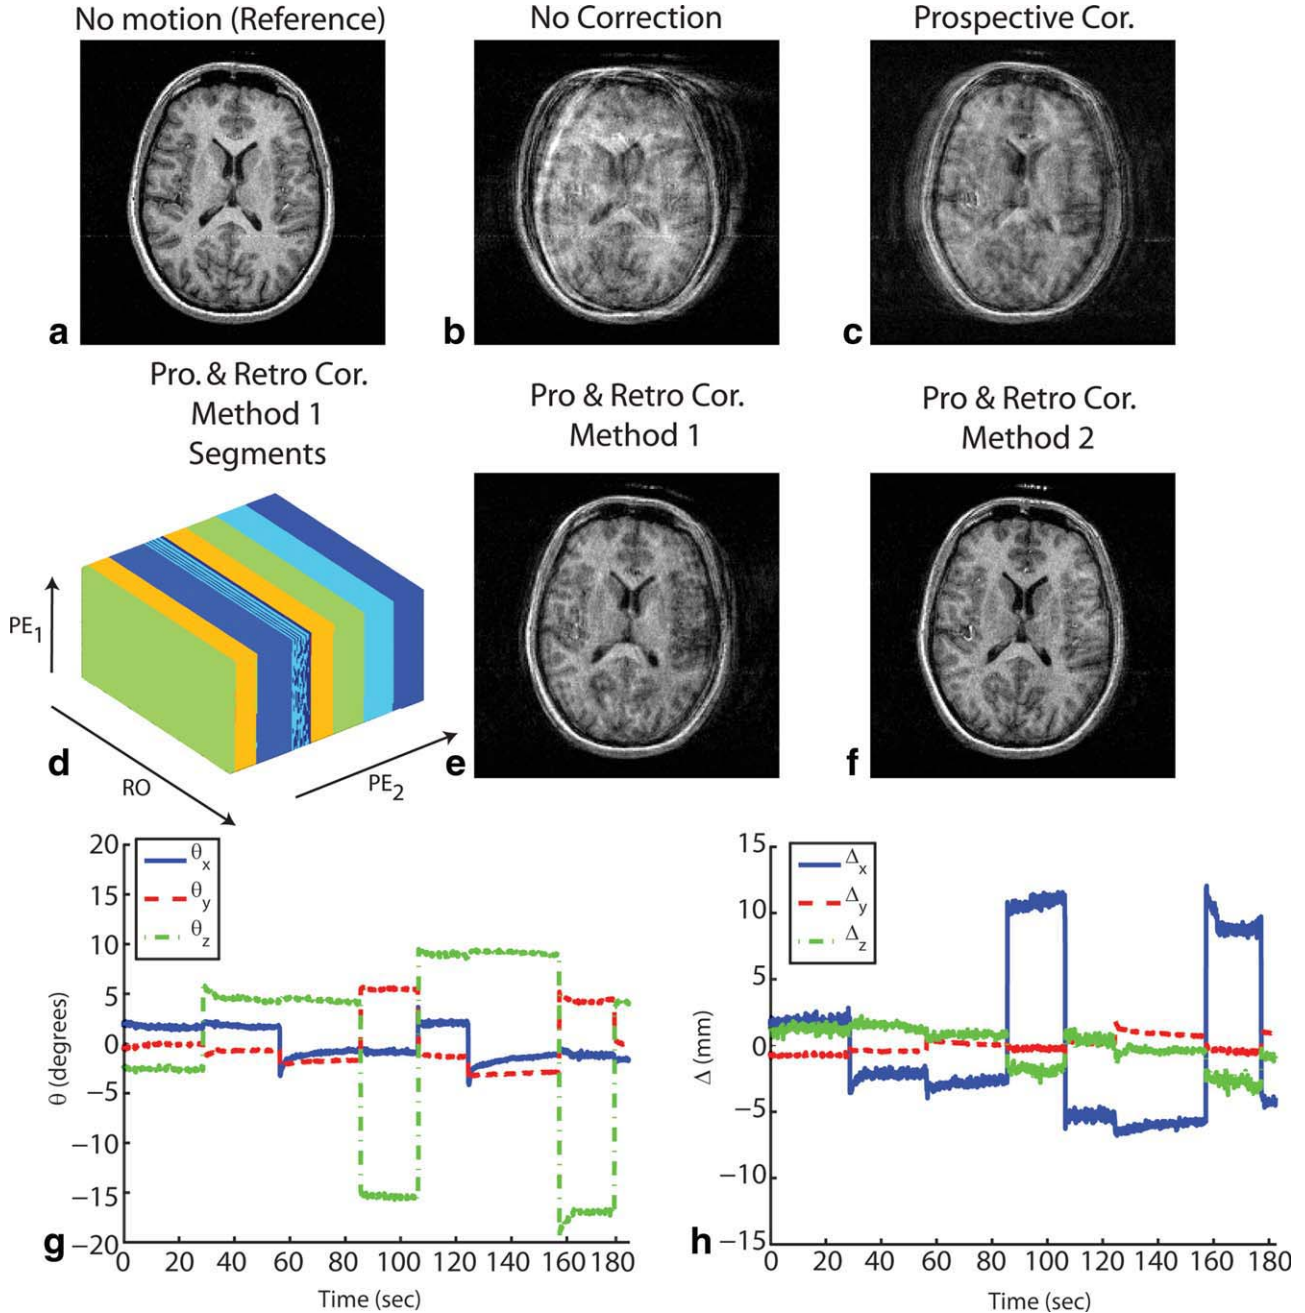 No motion (Reference)
No Correction
Prospective Cor.
a
b
c
Pro. & Retro Cor.
Method 1
Segments
Pro & Retro Cor.
Method 1
Pro & Retro Cor.
Method 2
PE1
RO
PE2
d
e
f
θx
θy
θz
θ (degrees)
20
15
10
5
0
−5
−10
−15
−20
0 20 40 60 80 100 120 140 160 180
Time (sec)
g
Δx
Δy
Δz
Δ (mm)
15
10
5
0
−5
−10
−15
0 20 40 60 80 100 120 140 160 180
Time (sec)
h